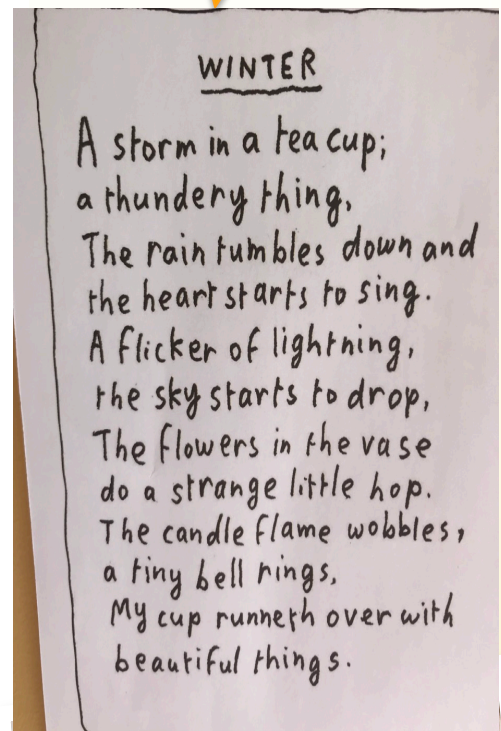 WINTER
A storm in a tea cup;
a thundery thing,
The rain tumbles down and
the heart starts to sing.
A flicker of lightning,
the sky starts to drop,
The flowers in the vase
do a strange little hop.
The candle flame wobbles,
a tiny bell rings,
My cup runneth over with
beautiful things.